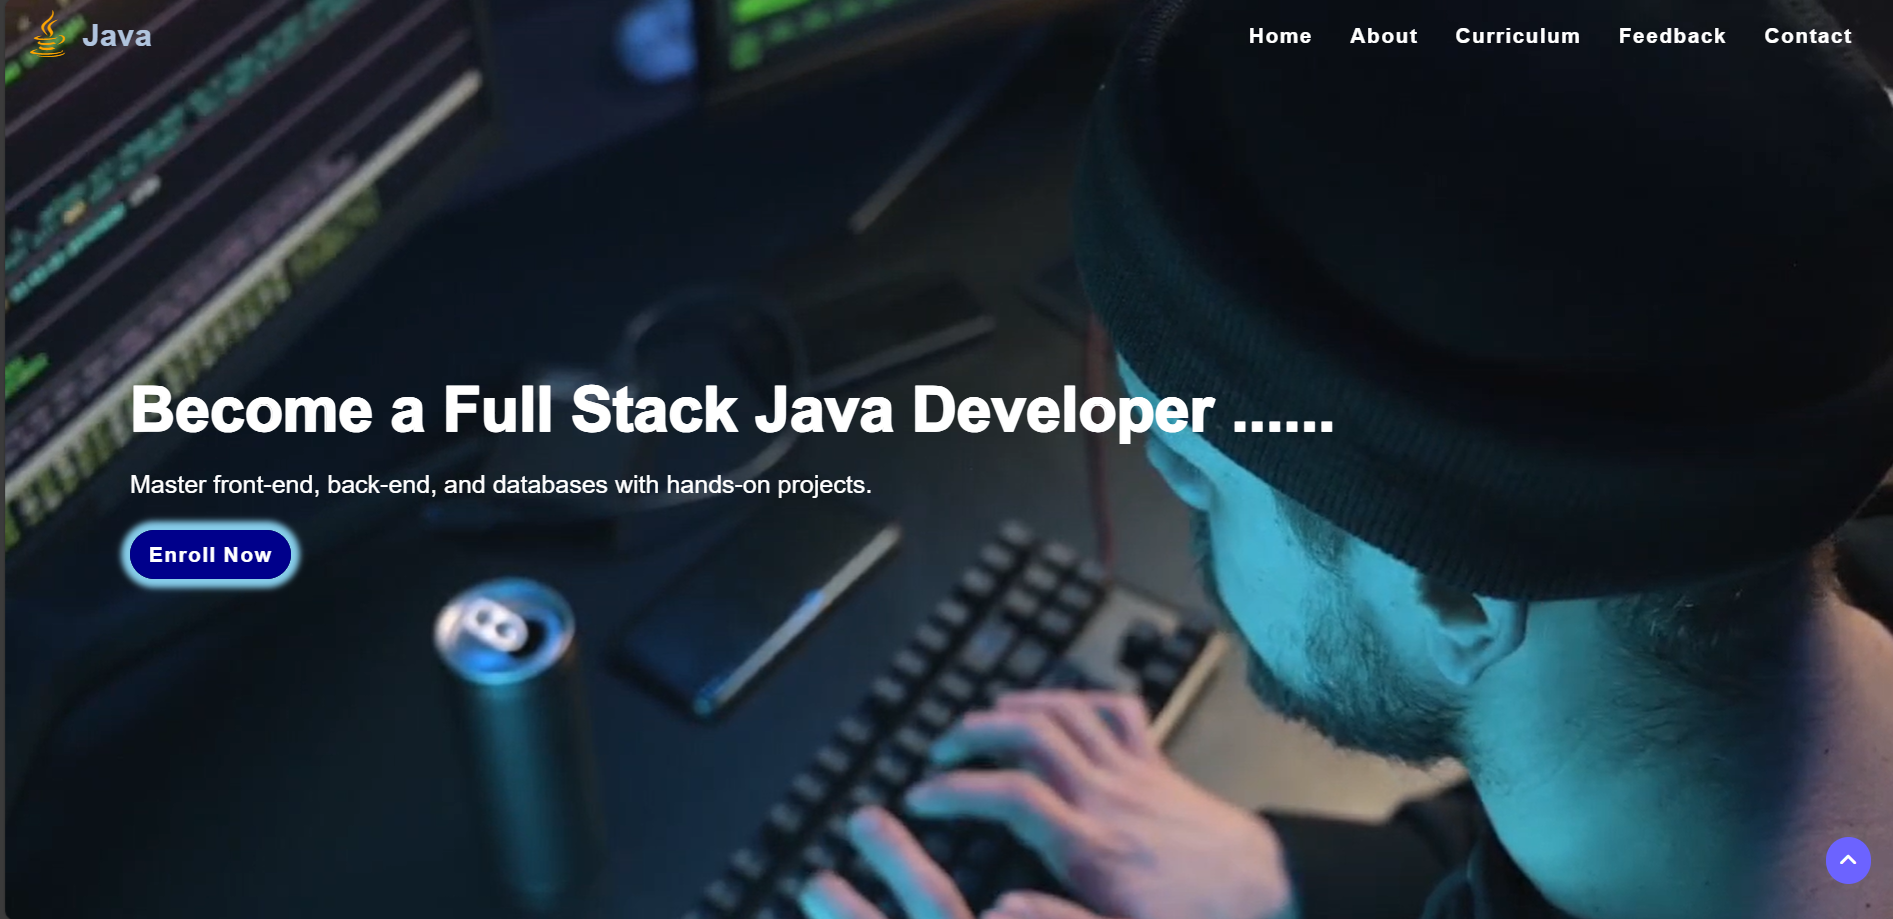 Java
Home About Curriculum Feedback Contact
Become a Full Stack Java Developer ......
Master front-end, back-end, and databases with hands-on projects.
Enroll Now